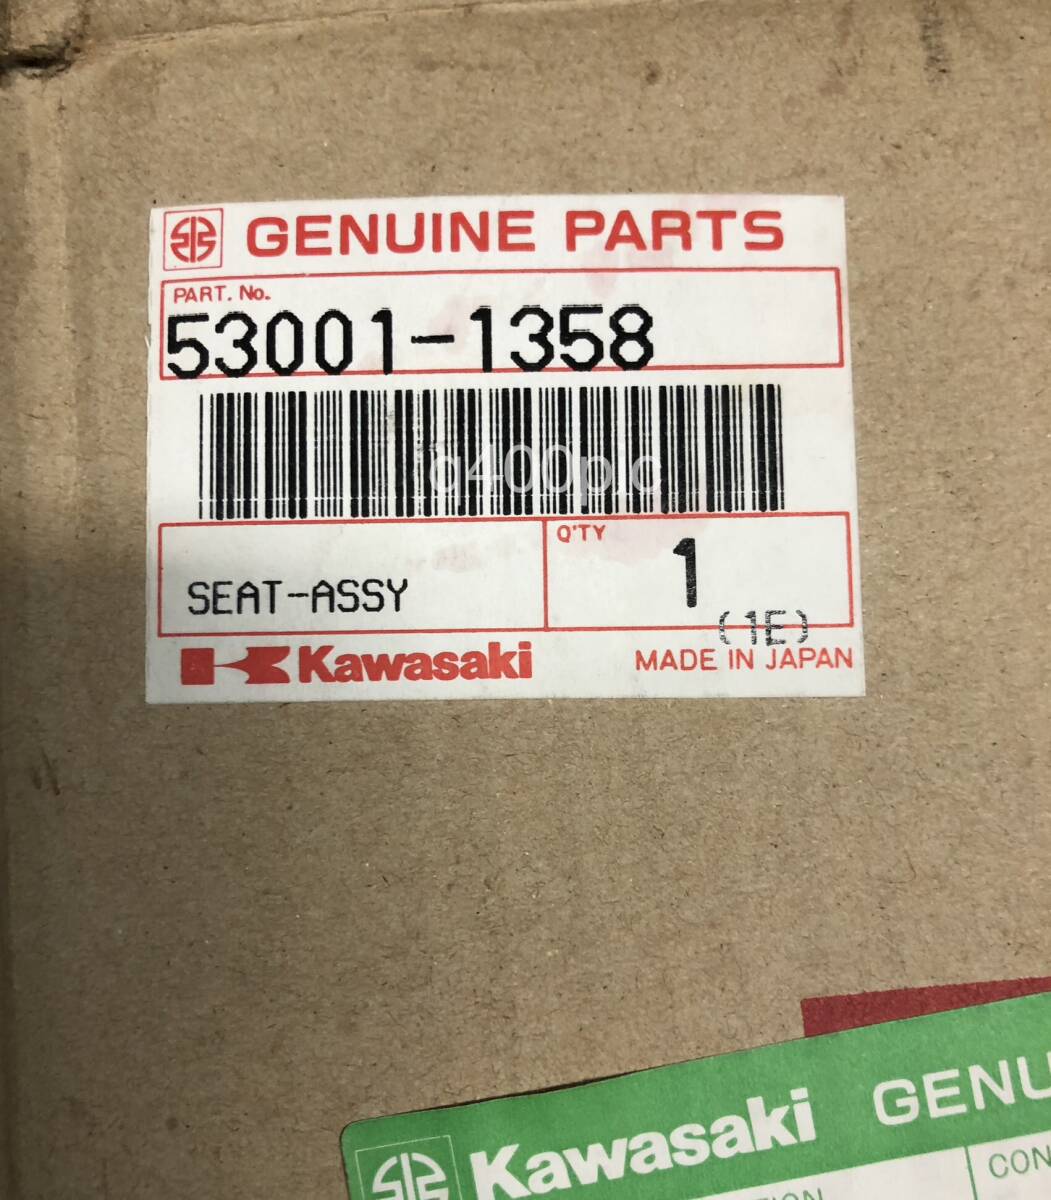 GENUINE PARTS
PART. No.
53001-1358
SEAT-ASSY
Q'TY
1
(1E)
Kawasaki
MADE IN JAPAN
Kawasaki GENU
CON